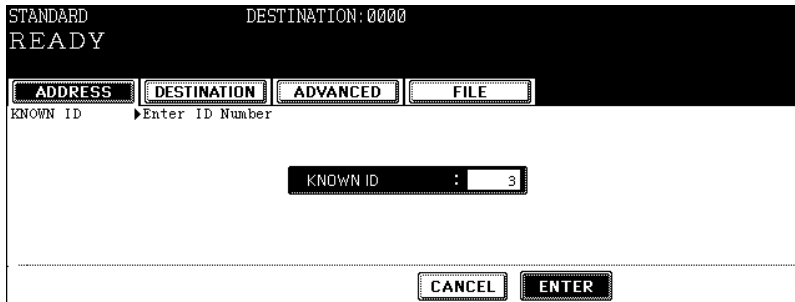 STANDARD DESTINATION:0000
READY
ADDRESS DESTINATION ADVANCED FILE
KNOWN ID ▶Enter ID Number
KNOWN ID : 3
CANCEL ENTER